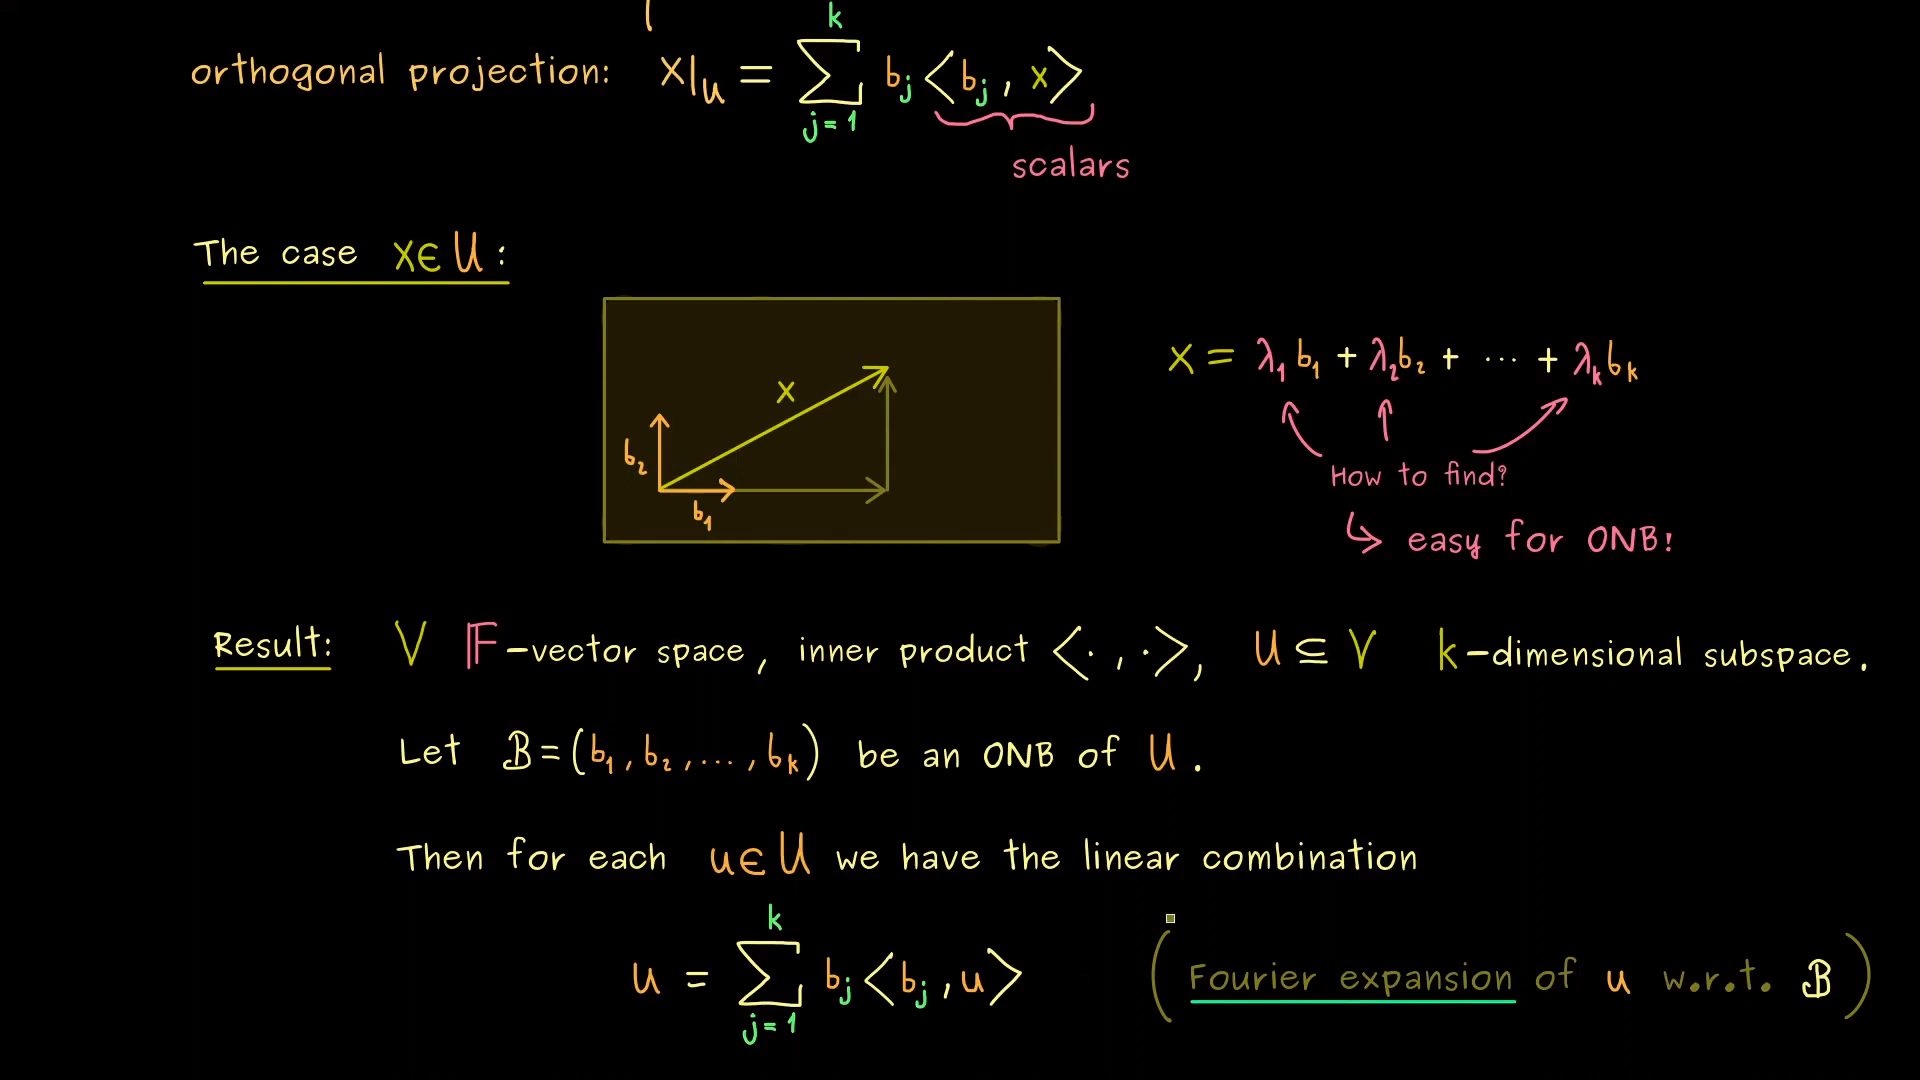 orthogonal projection: x|_U = ∑_{j=1}^{k} b_j <b_j, x>
scalars
The case x∈U:
x
b_2
b_1
x = λ_1 b_1 + λ_2 b_2 + ··· + λ_k b_k
How to find?
↳ easy for ONB!
Result: V 𝔽-vector space, inner product <·,·>, U ⊆ V k-dimensional subspace.
Let ℬ = (b_1, b_2, ..., b_k) be an ONB of U.
Then for each u∈U we have the linear combination
u = ∑_{j=1}^{k} b_j <b_j, u> (Fourier expansion of u w.r.t. ℬ)